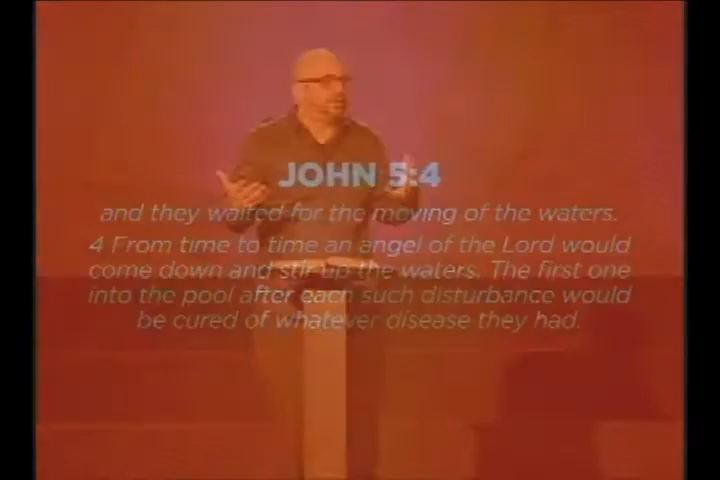 JOHN 5:4
and they waited for the moving of the waters.
4 From time to time an angel of the Lord would
come down and stir up the waters. The first one
into the pool after each such disturbance would
be cured of whatever disease they had.